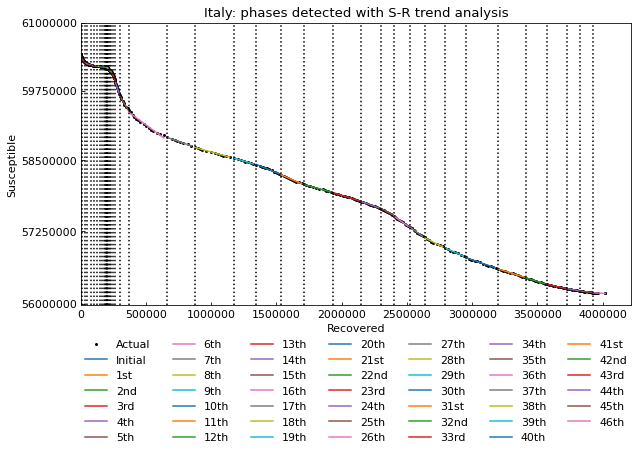 Italy: phases detected with S-R trend analysis
61000000
59750000
58500000
57250000
56000000
Susceptible
0 500000 1000000 1500000 2000000 2500000 3000000 3500000 4000000
Recovered
Actual 6th 13th 20th 27th 34th 41st
Initial 7th 14th 21st 28th 35th 42nd
1st 8th 15th 22nd 29th 36th 43rd
2nd 9th 16th 23rd 30th 37th 44th
3rd 10th 17th 24th 31st 38th 45th
4th 11th 18th 25th 32nd 39th 46th
5th 12th 19th 26th 33rd 40th